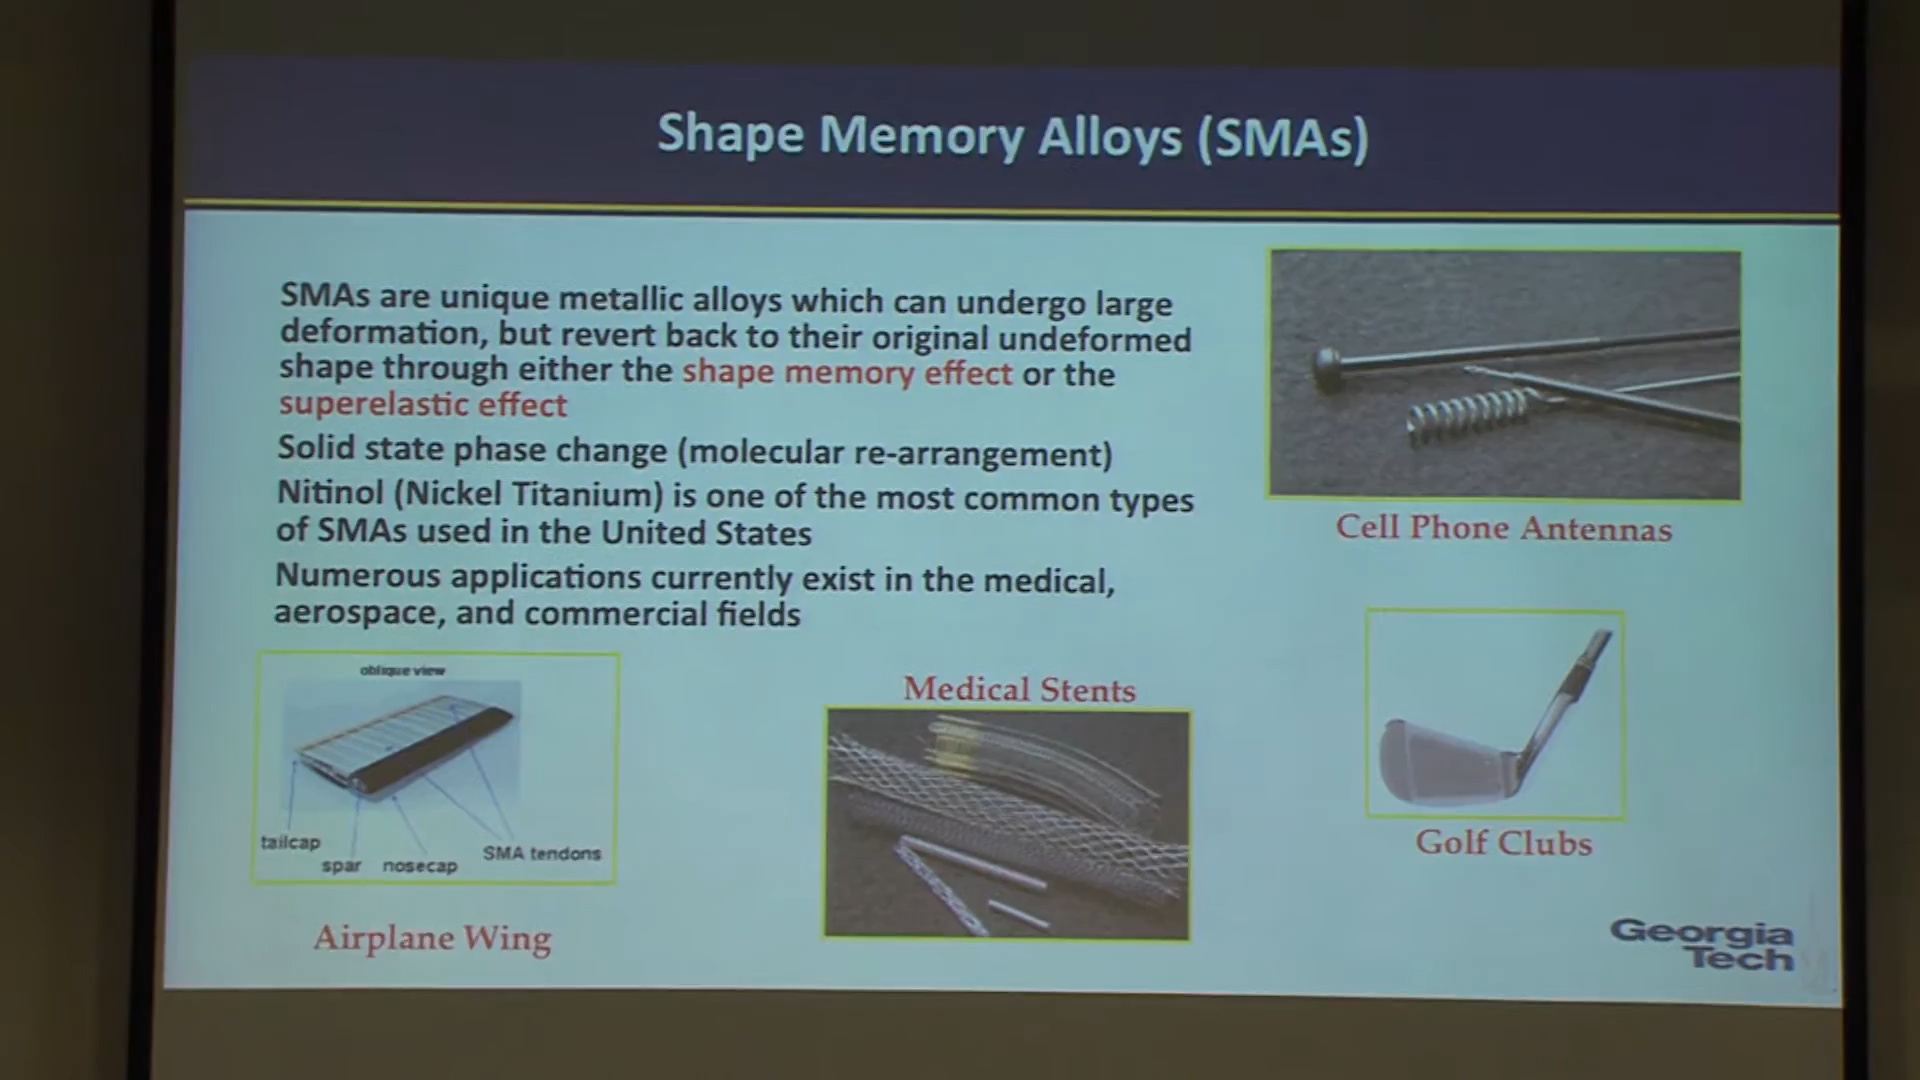 Shape Memory Alloys (SMAs)
SMAs are unique metallic alloys which can undergo large
deformation, but revert back to their original undeformed
shape through either the shape memory effect or the
superelastic effect
Solid state phase change (molecular re-arrangement)
Nitinol (Nickel Titanium) is one of the most common types
of SMAs used in the United States
Numerous applications currently exist in the medical,
aerospace, and commercial fields
Cell Phone Antennas
oblique view
tailcap
spar
nosecap
SMA tendons
Airplane Wing
Medical Stents
Golf Clubs
Georgia
Tech